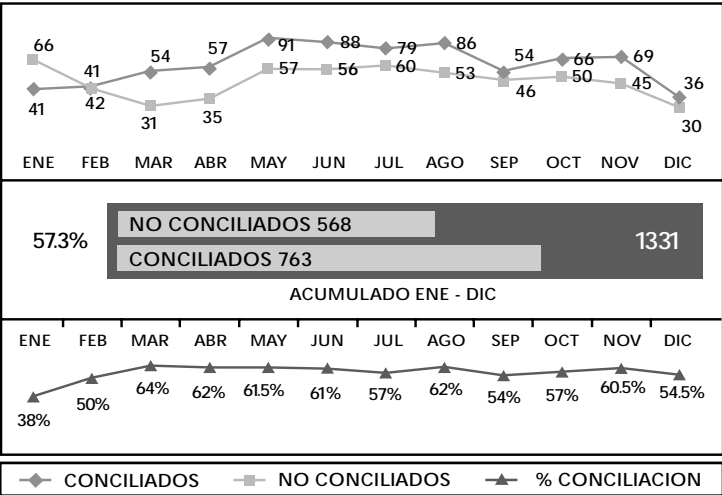 66 41 54 57 91 88 79 86 54 66 69 36
41 42 31 35 57 56 60 53 46 50 45 30
ENE FEB MAR ABR MAY JUN JUL AGO SEP OCT NOV DIC
57.3%
NO CONCILIADOS 568
CONCILIADOS 763
1331
ACUMULADO ENE - DIC
ENE FEB MAR ABR MAY JUN JUL AGO SEP OCT NOV DIC
38% 50% 64% 62% 61.5% 61% 57% 62% 54% 57% 60.5% 54.5%
CONCILIADOS NO CONCILIADOS % CONCILIACION